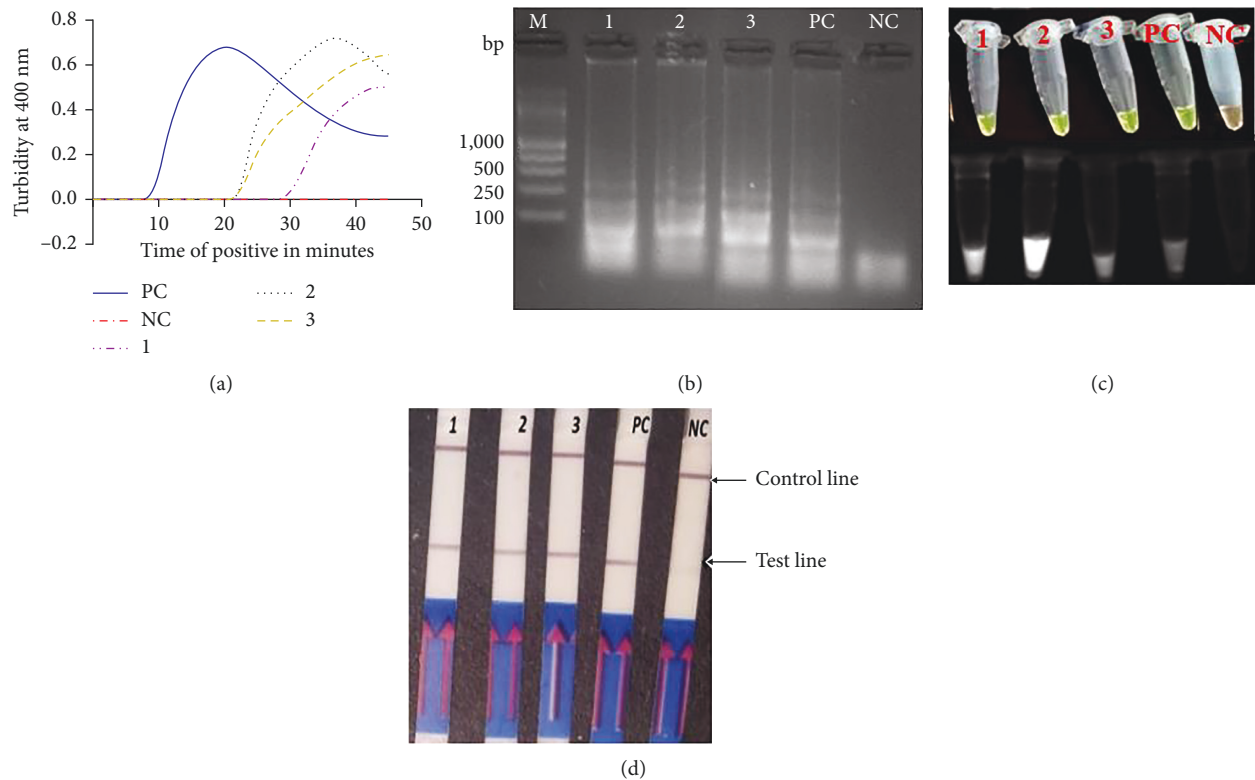 0.8
0.6
0.4
0.2
0.0
−0.2
Turbidity at 400 nm
10
20
30
40
50
Time of positive in minutes
PC
NC
1
2
3
(a)
M 1 2 3 PC NC
bp
1,000
500
250
100
(b)
1 2 3 PC NC
(c)
1 2 3 PC NC
Control line
Test line
(d)